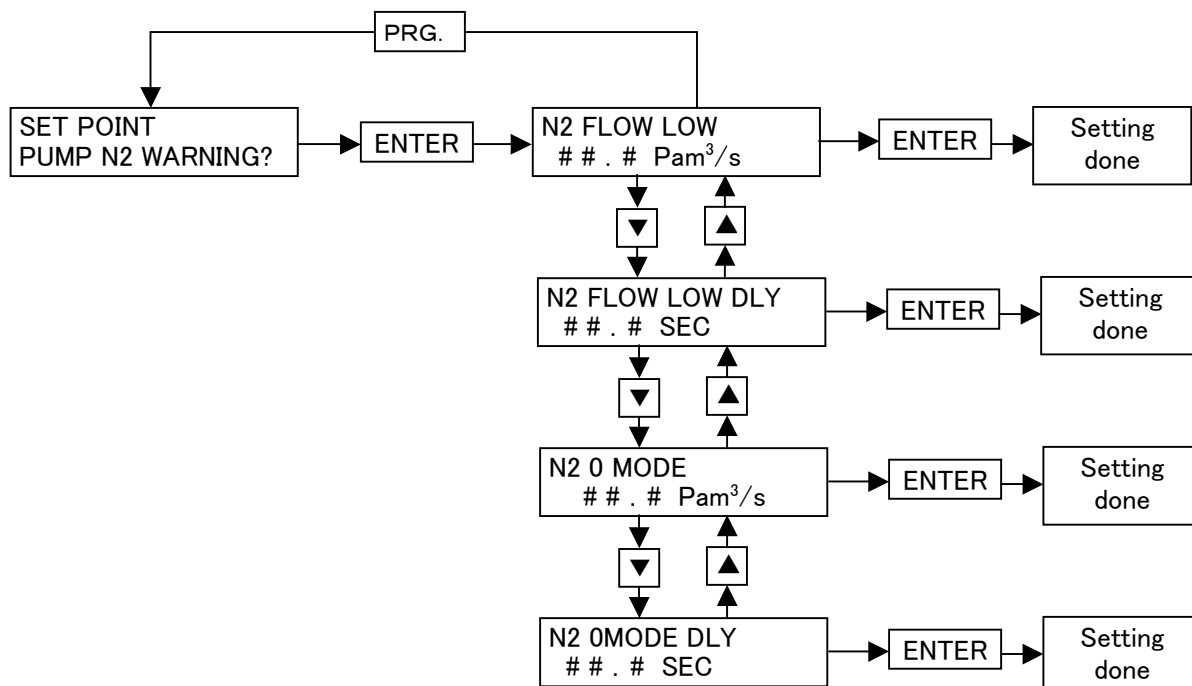 PRG.
SET POINT
PUMP N2 WARNING?
ENTER
N2 FLOW LOW
##.# Pam³/s
ENTER
Setting
done
▼
▲
N2 FLOW LOW DLY
##.# SEC
ENTER
Setting
done
▼
▲
N2 0 MODE
##.# Pam³/s
ENTER
Setting
done
▼
▲
N2 0MODE DLY
##.# SEC
ENTER
Setting
done